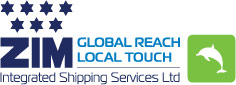 ZIM GLOBAL REACH
LOCAL TOUCH
Integrated Shipping Services Ltd